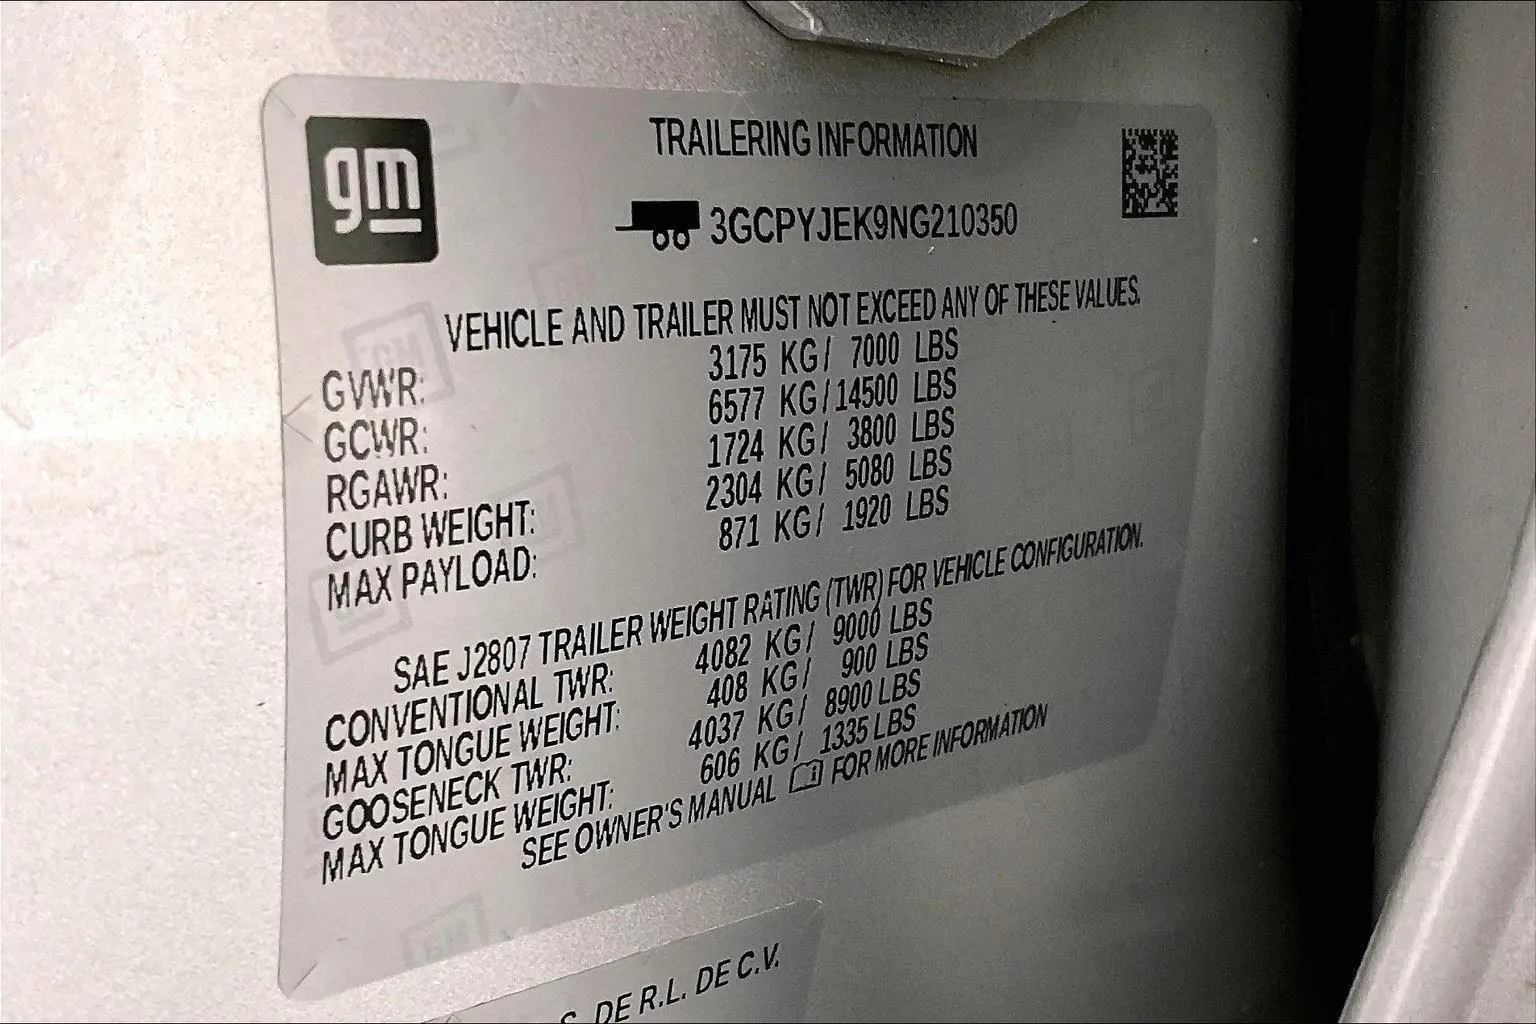 gm
TRAILERING INFORMATION
3GCPYJEK9NG210350
VEHICLE AND TRAILER MUST NOT EXCEED ANY OF THESE VALUES.
GVWR: 3175 KG/ 7000 LBS
GCWR: 6577 KG/14500 LBS
RGAWR: 1724 KG/ 3800 LBS
CURB WEIGHT: 2304 KG/ 5080 LBS
MAX PAYLOAD: 871 KG/ 1920 LBS
SAE J2807 TRAILER WEIGHT RATING (TWR) FOR VEHICLE CONFIGURATION.
CONVENTIONAL TWR: 4082 KG/ 9000 LBS
MAX TONGUE WEIGHT: 408 KG/ 900 LBS
GOOSENECK TWR: 4037 KG/ 8900 LBS
MAX TONGUE WEIGHT: 606 KG/ 1335 LBS
SEE OWNER'S MANUAL FOR MORE INFORMATION
S. DE R.L. DE C.V.